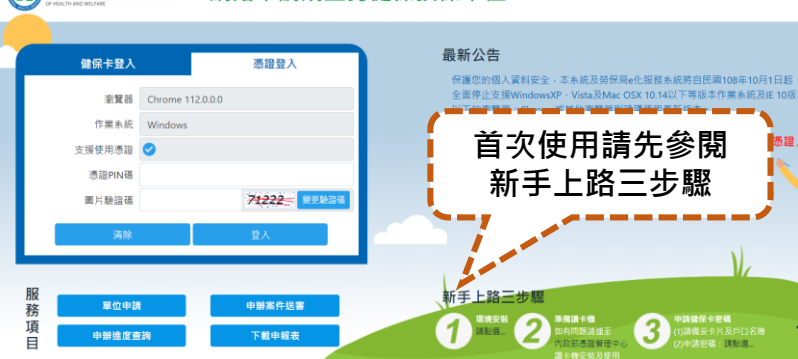 OF HEALTH AND WELFARE
健保卡登入
憑證登入
瀏覽器 Chrome 112.0.0.0
作業系統 Windows
支援使用憑證
憑證PIN碼
圖片驗證碼 71222 變更驗證碼
清除
登入
最新公告
保護您的個人資料安全，本系統及勞保局e化服務系統將自民國108年10月1日起
全面停止支援WindowsXP、Vista及Mac OSX 10.14以下等版本作業系統及IE 10版
憑證
首次使用請先參閱
新手上路三步驟
新手上路三步驟
1 環境安裝
請點選...
2 準備讀卡機
如有問題請連至
內政部憑證管理中心
讀卡機安裝及使用
3 申請健保卡密碼
(1)請備妥卡片及戶口名簿
(2)申請密碼：請點選...
服務項目
單位申請
申辦案件送審
申辦進度查詢
下載申報表